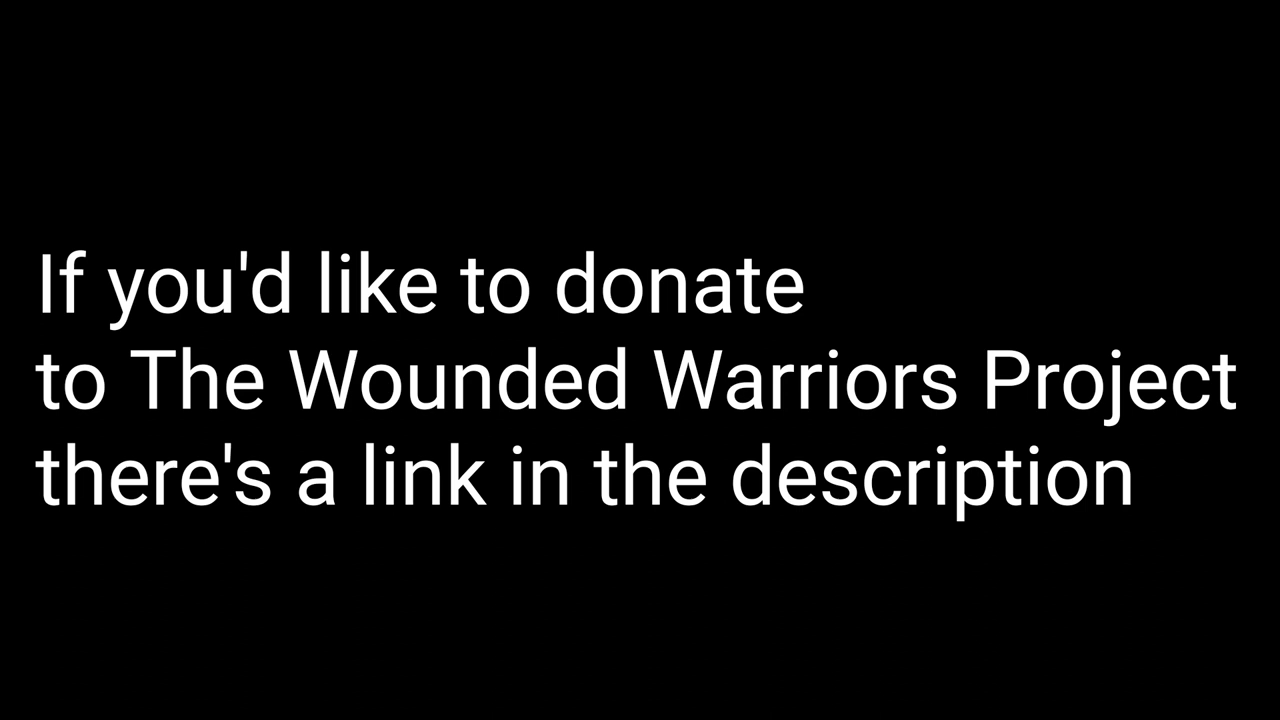 If you'd like to donate
to The Wounded Warriors Project
there's a link in the description